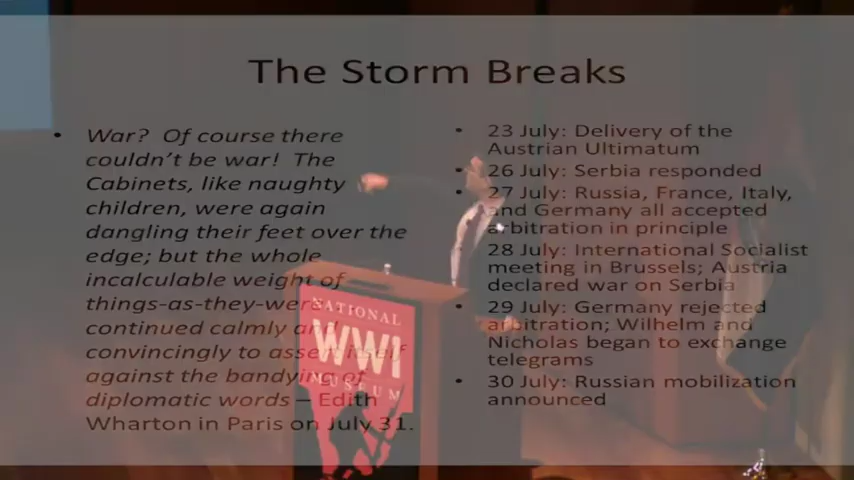 The Storm Breaks
• War? Of course there
couldn't be war! The
Cabinets, like naughty
children, were again
dangling their feet over the
edge; but the whole
incalculable weight of
things-as-they-were
continued calmly and
convincingly to assert itself
against the bandying of
diplomatic words – Edith
Wharton in Paris on July 31.
• 23 July: Delivery of the
Austrian Ultimatum
• 26 July: Serbia responded
• 27 July: Russia, France, Italy,
and Germany all accepted
arbitration in principle
28 July: International Socialist
meeting in Brussels; Austria
declared war on Serbia
• 29 July: Germany rejected
arbitration; Wilhelm and
Nicholas began to exchange
telegrams
• 30 July: Russian mobilization
announced
NATIONAL
WWI
MUSEUM